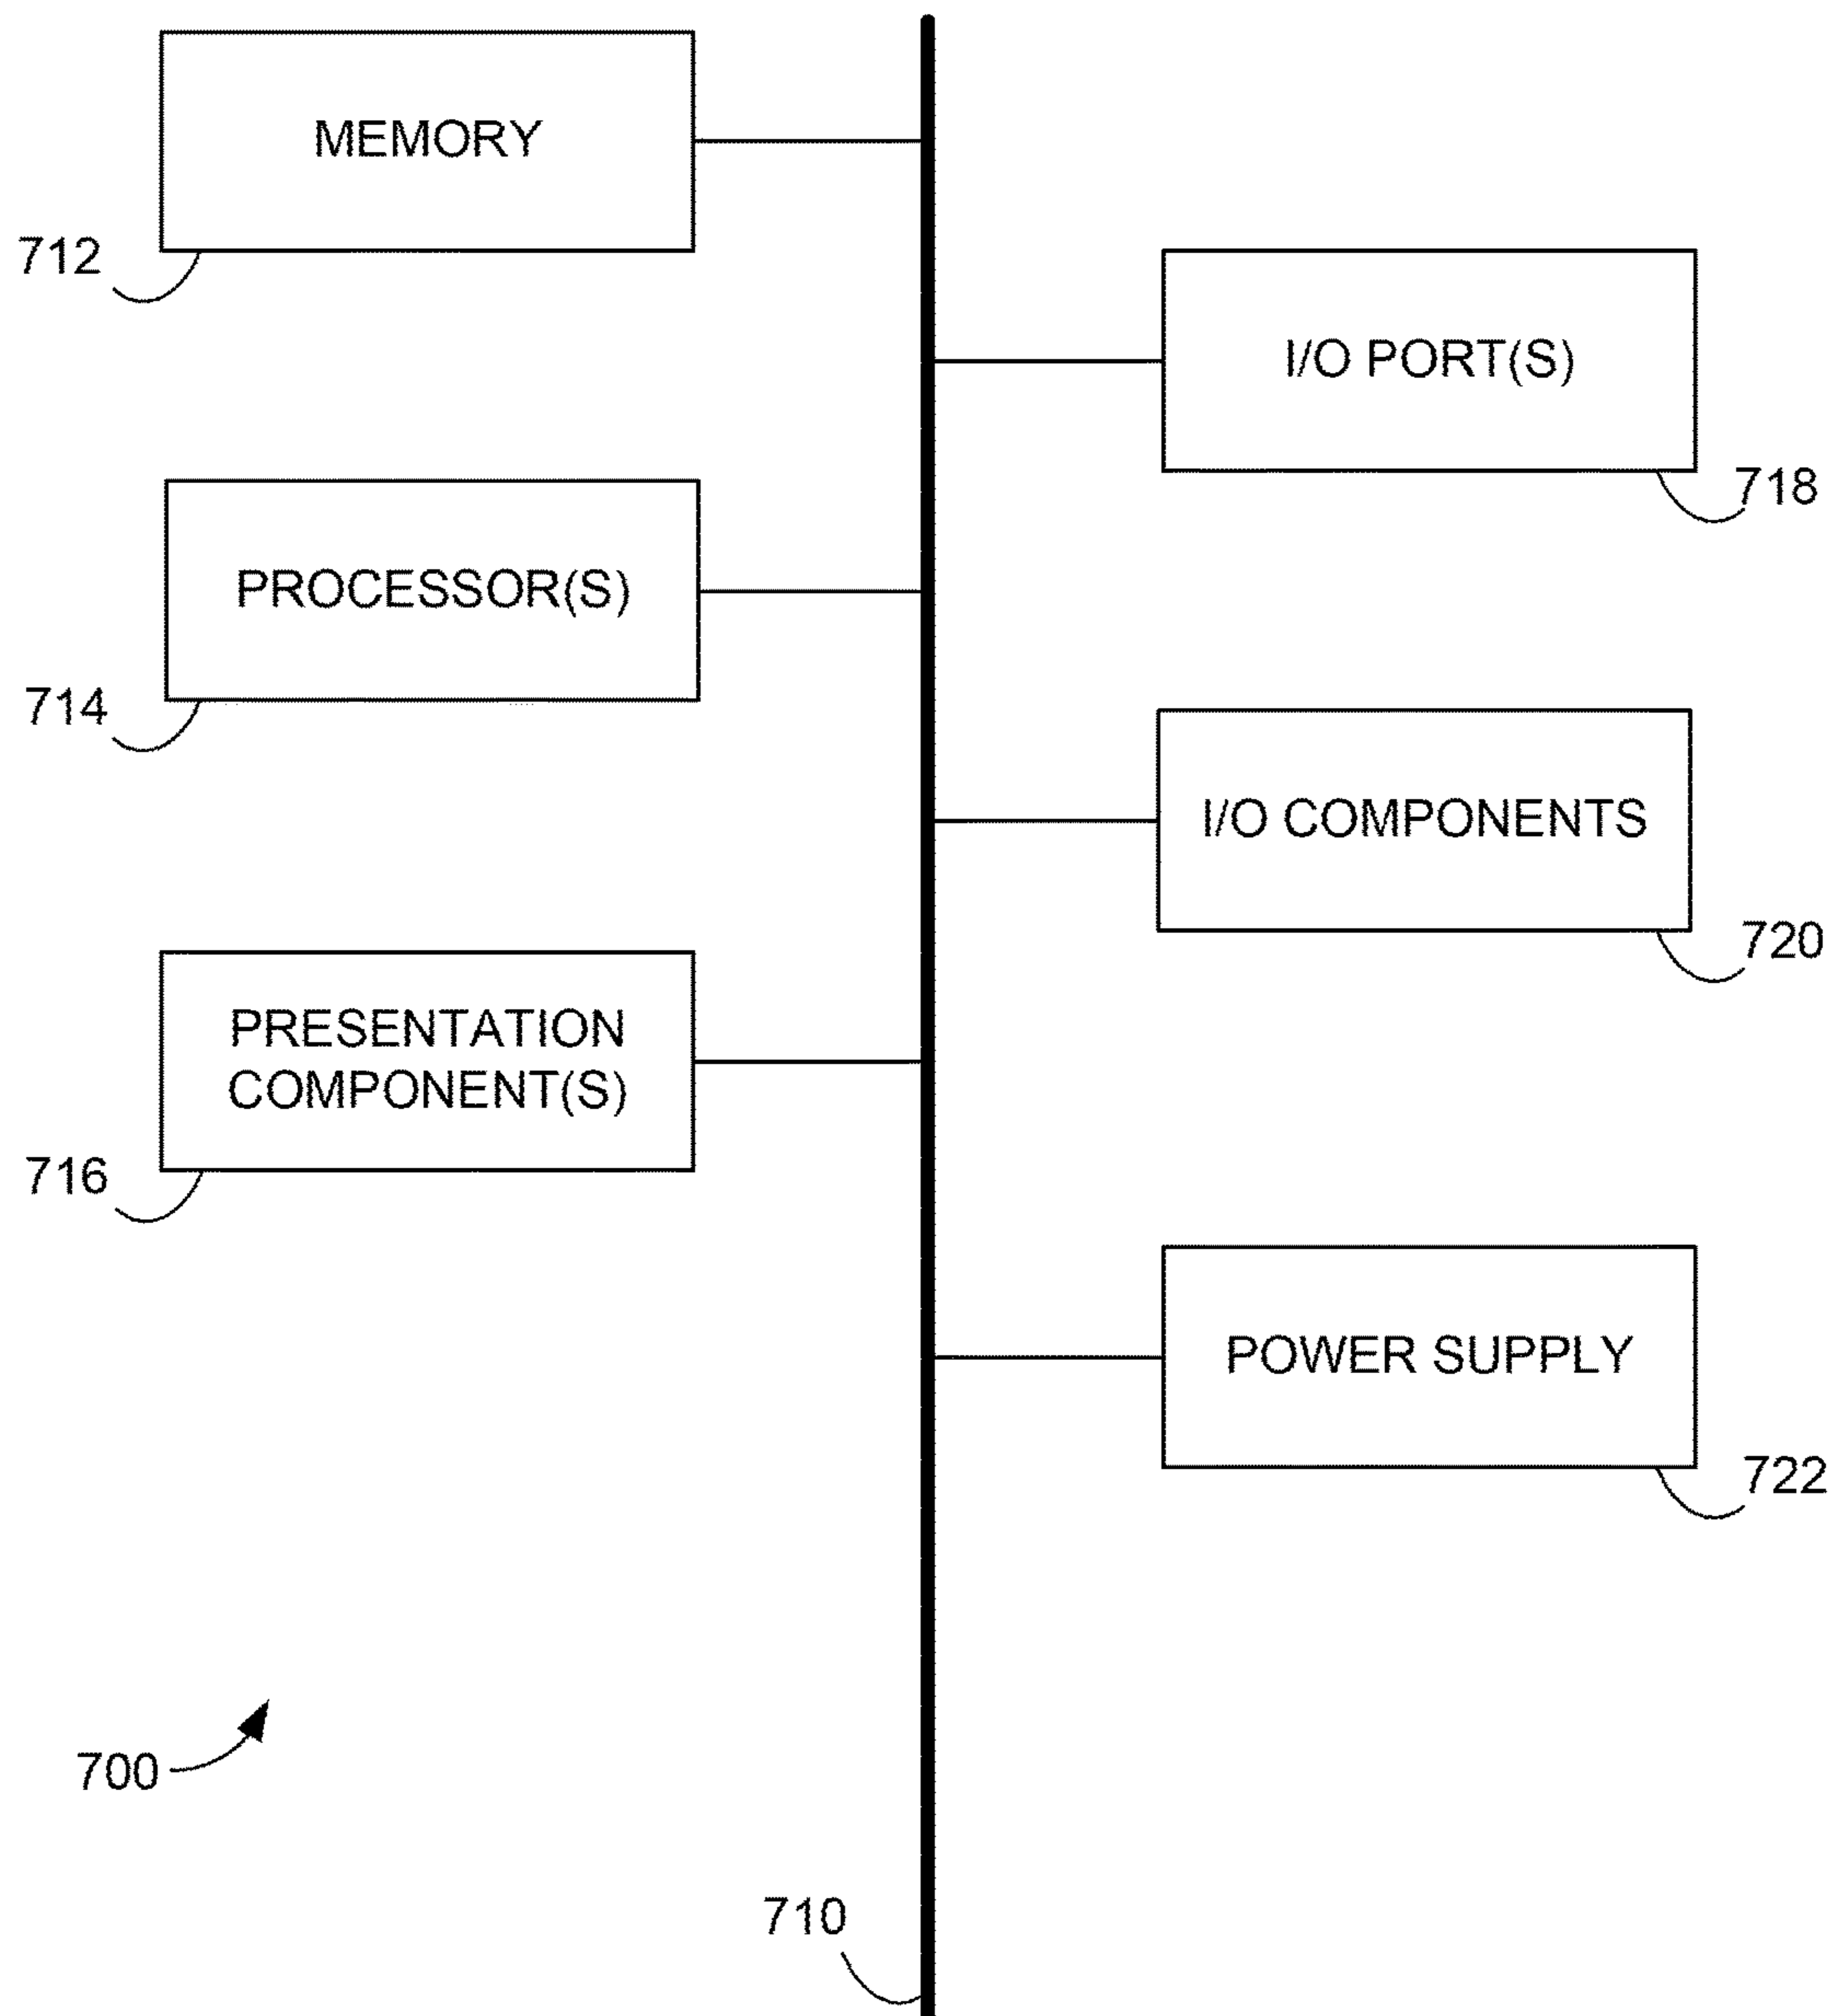 MEMORY
712
I/O PORT(S)
718
PROCESSOR(S)
714
I/O COMPONENTS
720
PRESENTATION
COMPONENT(S)
716
POWER SUPPLY
722
700
710